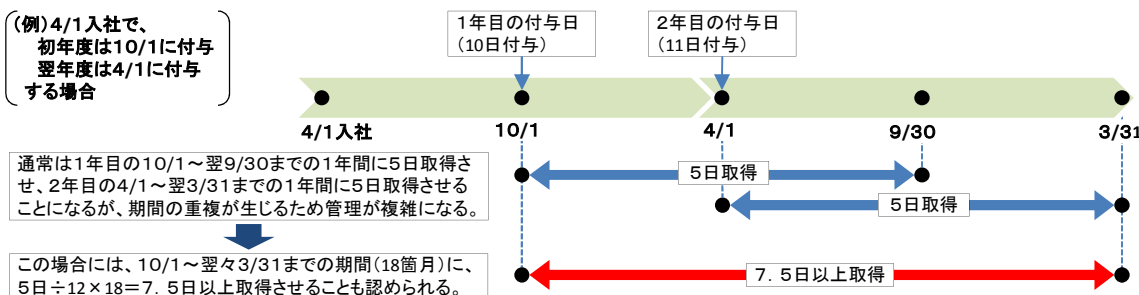 (例)4/1入社で、
初年度は10/1に付与
翌年度は4/1に付与
する場合
1年目の付与日
(10日付与)
2年目の付与日
(11日付与)
4/1入社
10/1
4/1
9/30
3/31
通常は1年目の10/1～翌9/30までの1年間に5日取得さ
せ、2年目の4/1～翌3/31までの1年間に5日取得させる
ことになるが、期間の重複が生じるため管理が複雑になる。
5日取得
5日取得
この場合には、10/1～翌々3/31までの期間(18箇月)に、
5日÷12×18＝7．5日以上取得させることも認められる。
7．5日以上取得